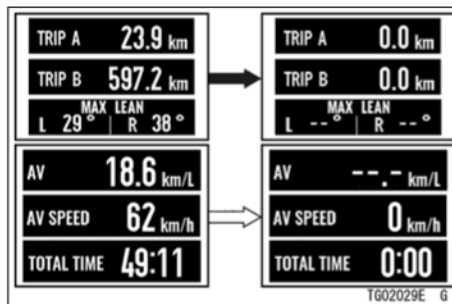 TRIP A 23.9 km
TRIP B 597.2 km
MAX LEAN
L 29° | R 38°
TRIP A 0.0 km
TRIP B 0.0 km
MAX LEAN
L --° | R --°
AV 18.6 km/L
AV SPEED 62 km/h
TOTAL TIME 49:11
AV --.- km/L
AV SPEED 0 km/h
TOTAL TIME 0:00
TG02029E G